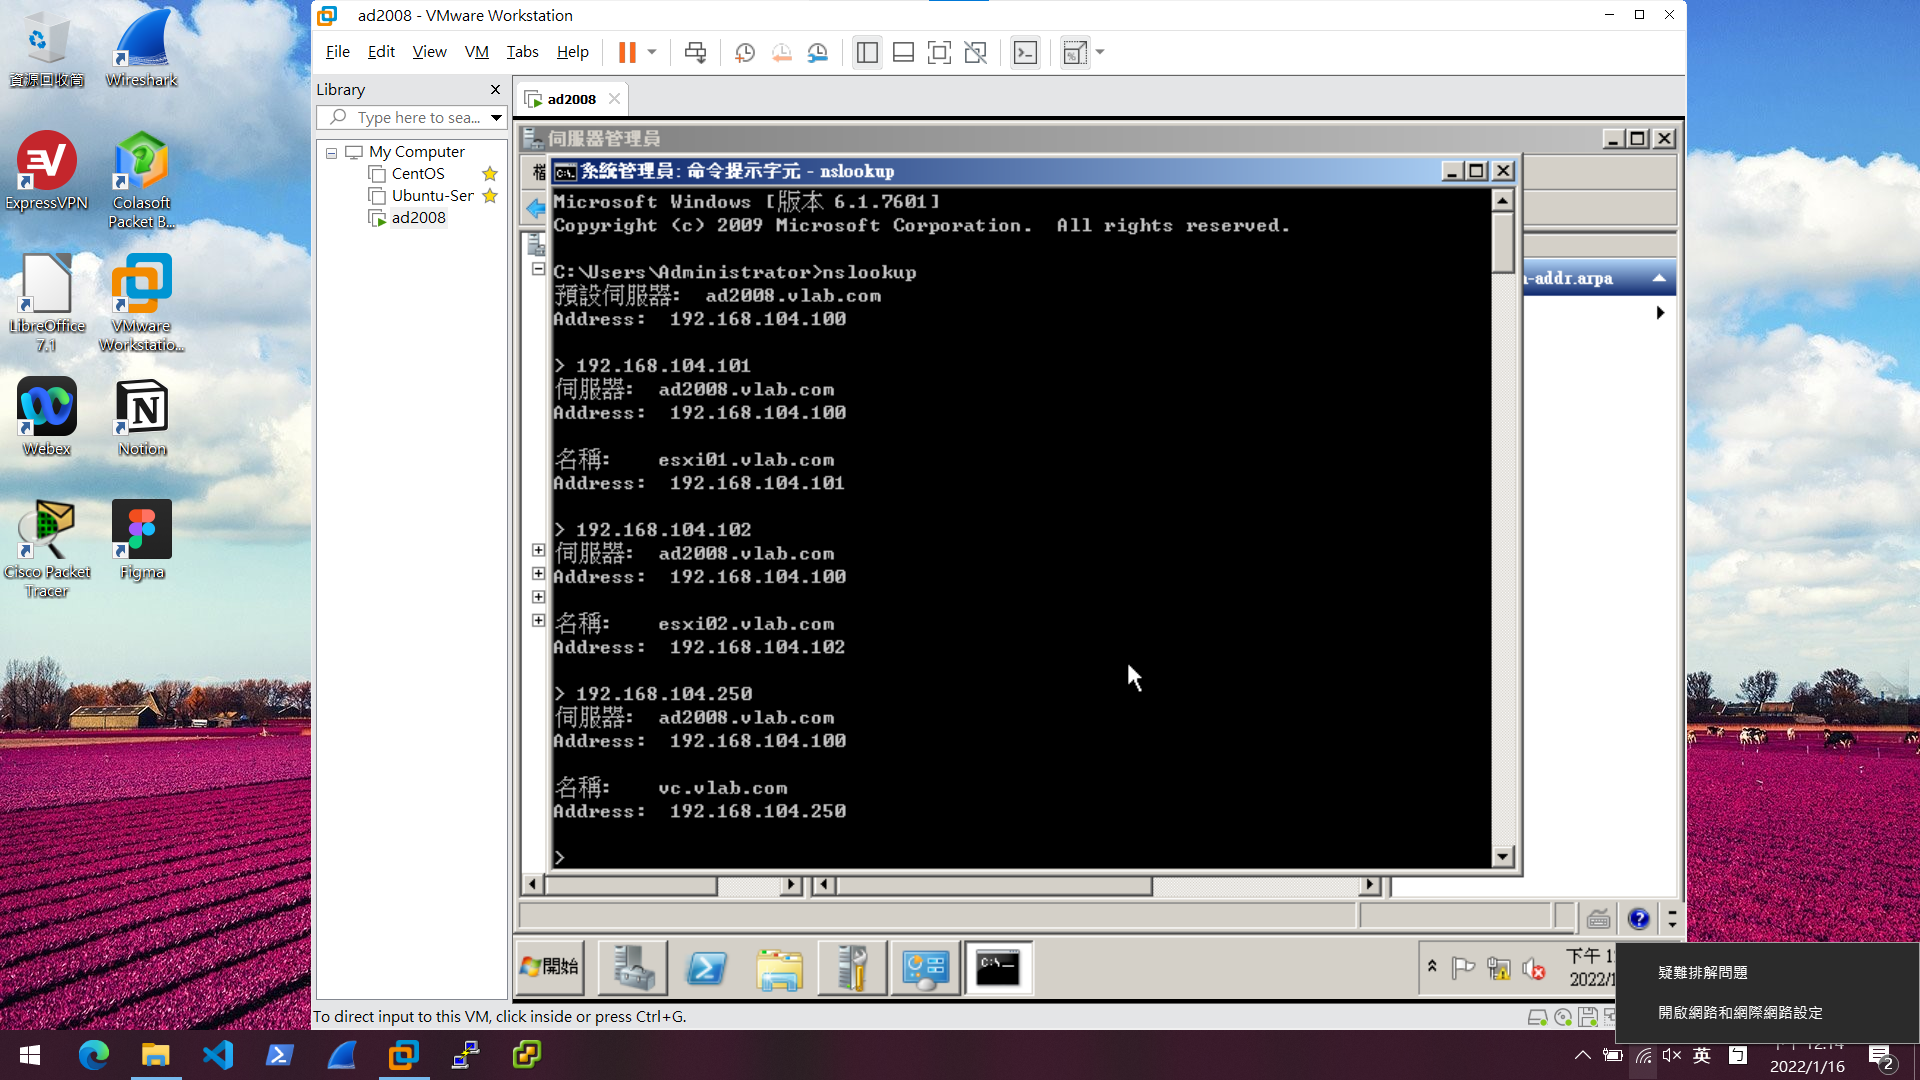 ad2008 - VMware Workstation
File Edit View VM Tabs Help
Library
Type here to sea...
My Computer
CentOS
Ubuntu-Ser
ad2008
ad2008
伺服器管理員
檔
系統管理員: 命令提示字元 - nslookup
Microsoft Windows [版本 6.1.7601]
Copyright (c) 2009 Microsoft Corporation.  All rights reserved.
C:\Users\Administrator>nslookup
預設伺服器:  ad2008.vlab.com
Address:  192.168.104.100
> 192.168.104.101
伺服器:  ad2008.vlab.com
Address:  192.168.104.100
名稱:    esxi01.vlab.com
Address:  192.168.104.101
> 192.168.104.102
伺服器:  ad2008.vlab.com
Address:  192.168.104.100
名稱:    esxi02.vlab.com
Address:  192.168.104.102
> 192.168.104.250
伺服器:  ad2008.vlab.com
Address:  192.168.104.100
名稱:    vc.vlab.com
Address:  192.168.104.250
>
-addr.arpa
開始
下午 1
2022/1
To direct input to this VM, click inside or press Ctrl+G.
資源回收筒
Wireshark
ExpressVPN
Colasoft
Packet B...
LibreOffice
7.1
VMware
Workstatio...
Webex
Notion
Cisco Packet
Tracer
Figma
疑難排解問題
開啟網路和網際網路設定
英
下午 12:14
2022/1/16
2